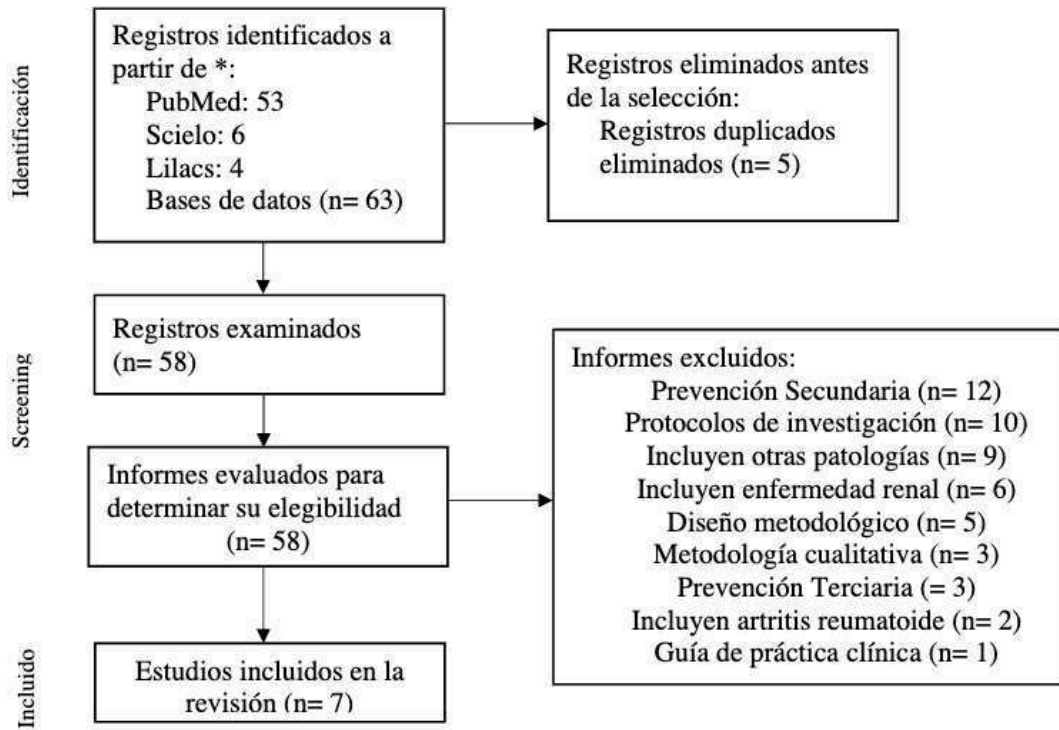 Identificación
Registros identificados a
partir de *:
PubMed: 53
Scielo: 6
Lilacs: 4
Bases de datos (n= 63)
Registros eliminados antes
de la selección:
Registros duplicados
eliminados (n= 5)
Screening
Registros examinados
(n= 58)
Informes evaluados para
determinar su elegibilidad
(n= 58)
Informes excluidos:
Prevención Secundaria (n= 12)
Protocolos de investigación (n= 10)
Incluyen otras patologías (n= 9)
Incluyen enfermedad renal (n= 6)
Diseño metodológico (n= 5)
Metodología cualitativa (n= 3)
Prevención Terciaria (= 3)
Incluyen artritis reumatoide (n= 2)
Guía de práctica clínica (n= 1)
Incluido
Estudios incluidos en la
revisión (n= 7)